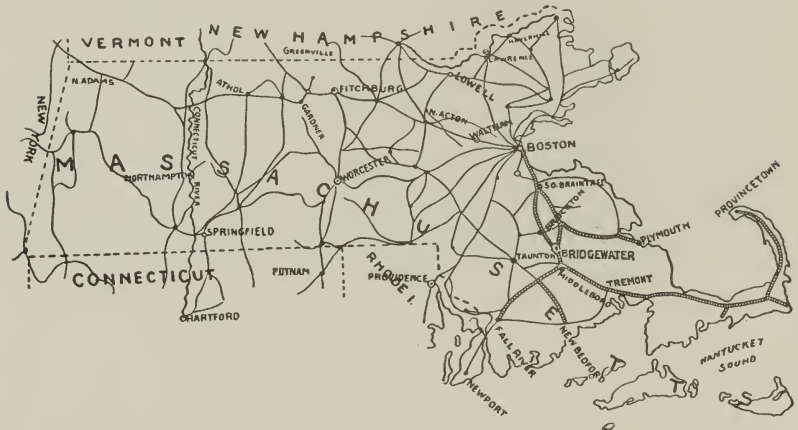 NEW HAMPSHIRE
VERMONT
GREENVILLE
HAVERHILL
LAWRENCE
LOWELL
N. ADAMS
ATHOL
FITCHBURG
GARDNER
N. ACTON
WALTHAM
NEW YORK
CONNECTICUT RIVER
BOSTON
MASSACHUSETTS
NORTHAMPTON
WORCESTER
SO. BRAINTREE
BROCKTON
PLYMOUTH
PROVINCETOWN
SPRINGFIELD
TAUNTON
BRIDGEWATER
CONNECTICUT
PUTNAM
RHODE I.
PROVIDENCE
MIDDLEBORO
TREMONT
HARTFORD
FALL RIVER
NEW BEDFORD
NANTUCKET
SOUND
NEWPORT